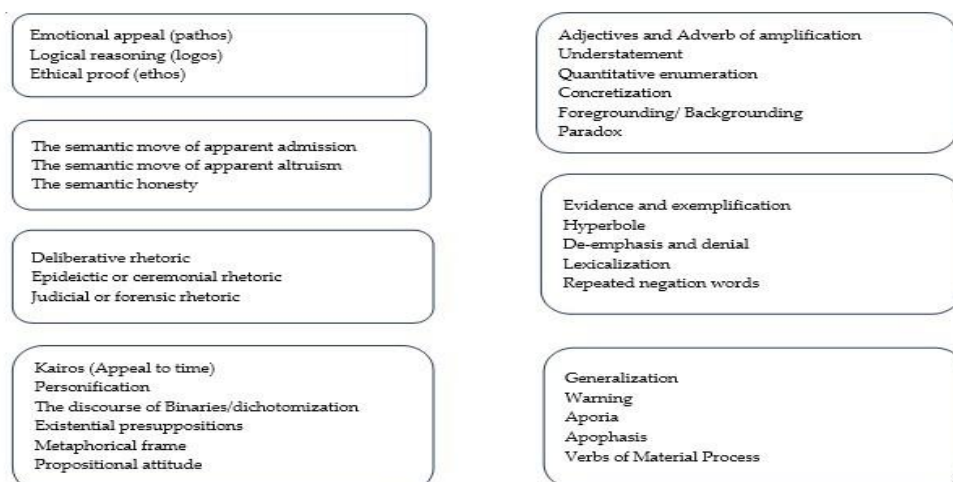 Emotional appeal (pathos)
Logical reasoning (logos)
Ethical proof (ethos)
The semantic move of apparent admission
The semantic move of apparent altruism
The semantic honesty
Deliberative rhetoric
Epideictic or ceremonial rhetoric
Judicial or forensic rhetoric
Kairos (Appeal to time)
Personification
The discourse of Binaries/dichotomization
Existential presuppositions
Metaphorical frame
Propositional attitude
Adjectives and Adverb of amplification
Understatement
Quantitative enumeration
Concretization
Foregrounding/ Backgrounding
Paradox
Evidence and exemplification
Hyperbole
De-emphasis and denial
Lexicalization
Repeated negation words
Generalization
Warning
Aporia
Apophasis
Verbs of Material Process